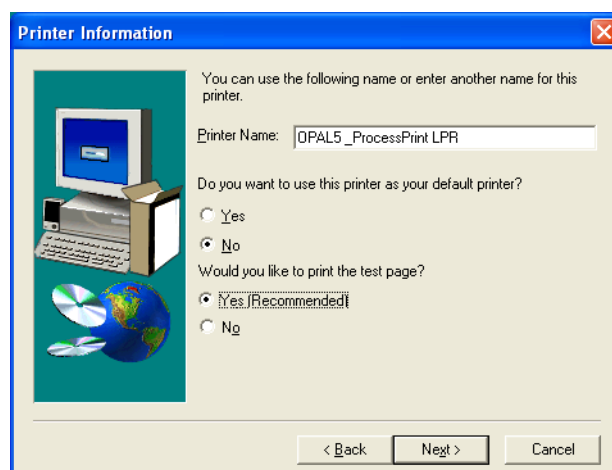 Printer Information
You can use the following name or enter another name for this
printer.
Printer Name: OPAL5 _ProcessPrint LPR
Do you want to use this printer as your default printer?
Yes
No
Would you like to print the test page?
Yes (Recommended)
No
< Back Next > Cancel